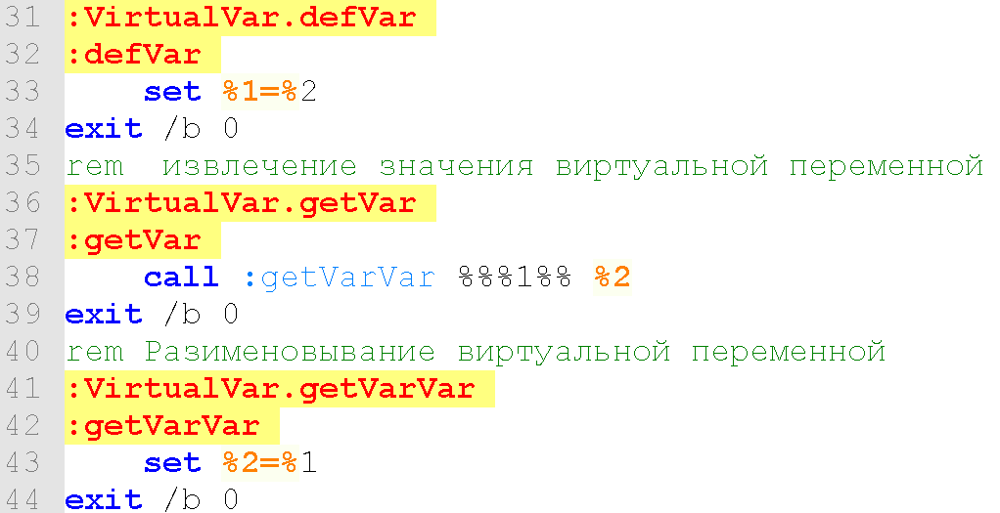 31 :VirtualVar.defVar
32 :defVar
33     set %1=%2
34 exit /b 0
35 rem  извлечение значения виртуальной переменной
36 :VirtualVar.getVar
37 :getVar
38     call :getVarVar %%%1%% %2
39 exit /b 0
40 rem Разименовывание виртуальной переменной
41 :VirtualVar.getVarVar
42 :getVarVar
43     set %2=%1
44 exit /b 0